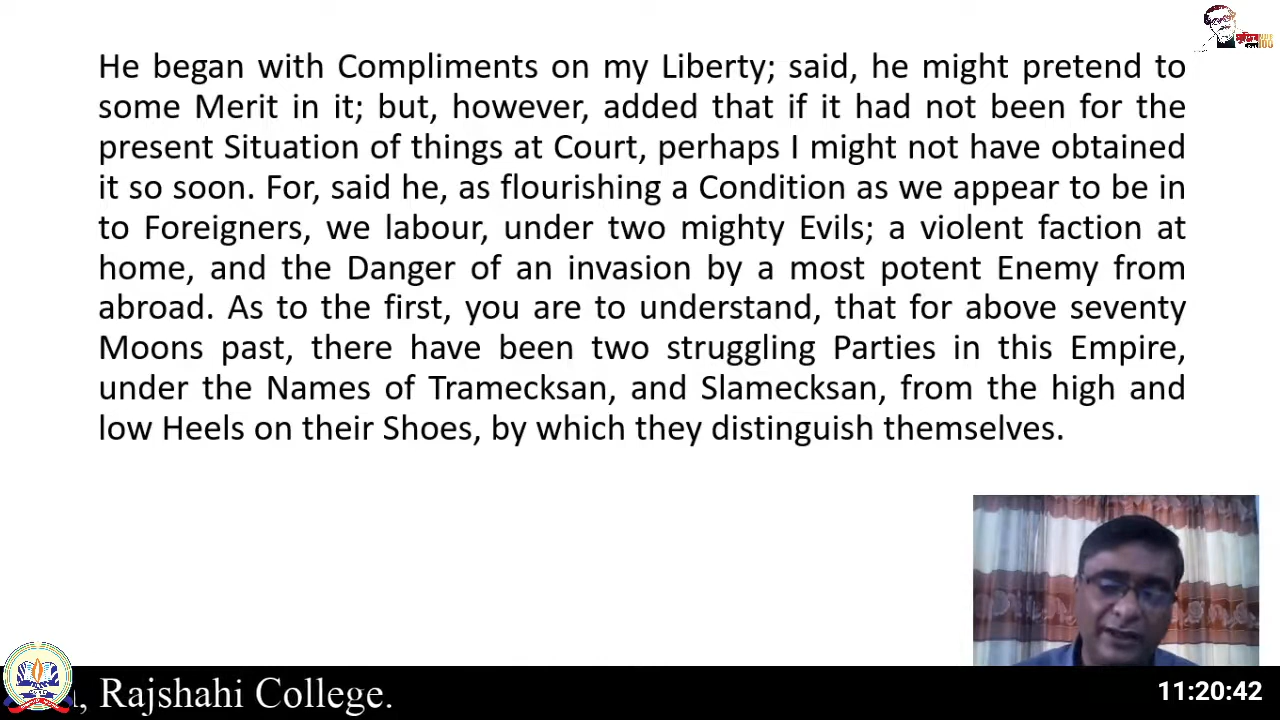 He began with Compliments on my Liberty; said, he might pretend to
some Merit in it; but, however, added that if it had not been for the
present Situation of things at Court, perhaps I might not have obtained
it so soon. For, said he, as flourishing a Condition as we appear to be in
to Foreigners, we labour, under two mighty Evils; a violent faction at
home, and the Danger of an invasion by a most potent Enemy from
abroad. As to the first, you are to understand, that for above seventy
Moons past, there have been two struggling Parties in this Empire,
under the Names of Tramecksan, and Slamecksan, from the high and
low Heels on their Shoes, by which they distinguish themselves.
, Rajshahi College.
11:20:42